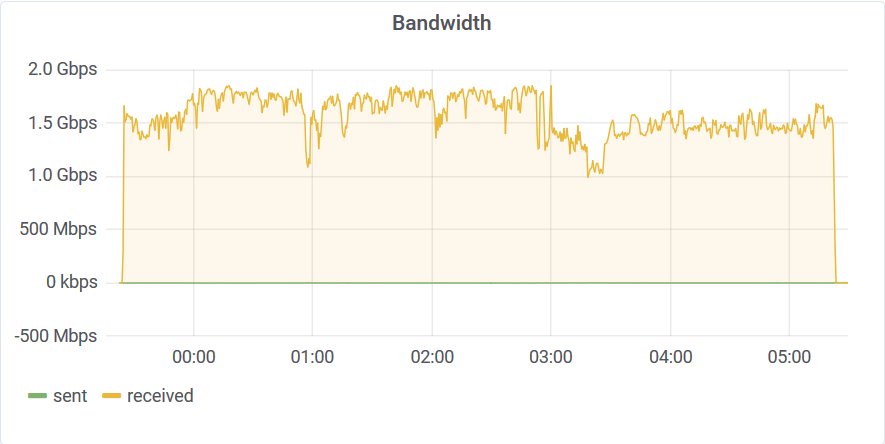 Bandwidth
2.0 Gbps
1.5 Gbps
1.0 Gbps
500 Mbps
0 kbps
-500 Mbps
00:00 01:00 02:00 03:00 04:00 05:00
sent received